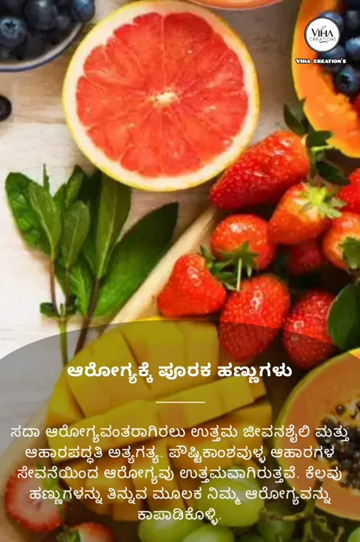 VIHA
CREATIONS
VIHA CREATION'S
ಆರೋಗ್ಯಕ್ಕೆ ಪೂರಕ ಹಣ್ಣುಗಳು
ಸದಾ ಆರೋಗ್ಯವಂತರಾಗಿರಲು ಉತ್ತಮ ಜೀವನಶೈಲಿ ಮತ್ತು
ಆಹಾರಪದ್ಧತಿ ಅತ್ಯಗತ್ಯ. ಪೌಷ್ಟಿಕಾಂಶವುಳ್ಳ ಆಹಾರಗಳ
ಸೇವನೆಯಿಂದ ಆರೋಗ್ಯವು ಉತ್ತಮವಾಗಿರುತ್ತವೆ. ಕೆಲವು
ಹಣ್ಣುಗಳನ್ನು ತಿನ್ನುವ ಮೂಲಕ ನಿಮ್ಮ ಆರೋಗ್ಯವನ್ನು
ಕಾಪಾಡಿಕೊಳ್ಳಿ.